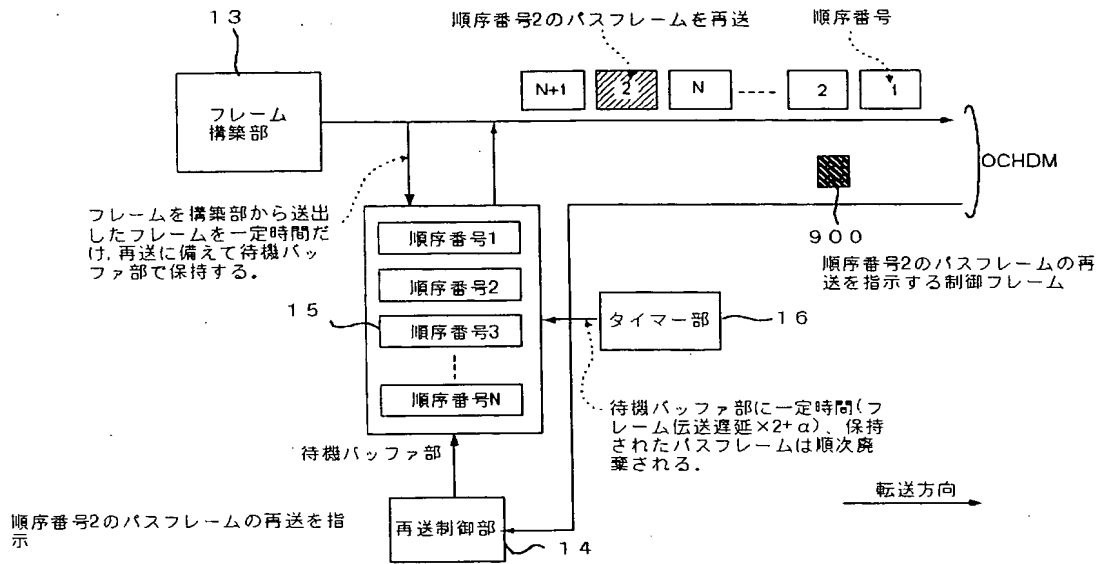 13
順序番号2のパスフレームを再送
順序番号
フレーム
構築部
N+1
2
N
2
1
OCHDM
フレームを構築部から送出
したフレームを一定時間だ
け,再送に備えて待機バッ
ファ部で保持する.
900
順序番号2のパスフレームの再
送を指示する制御フレーム
順序番号1
順序番号2
15
順序番号3
順序番号N
タイマー部
16
待機バッファ部に一定時間(フ
レーム伝送遅延×2+α)、保持
されたパスフレームは順次廃
棄される.
待機バッファ部
転送方向
順序番号2のパスフレームの再送を指
示
再送制御部
14